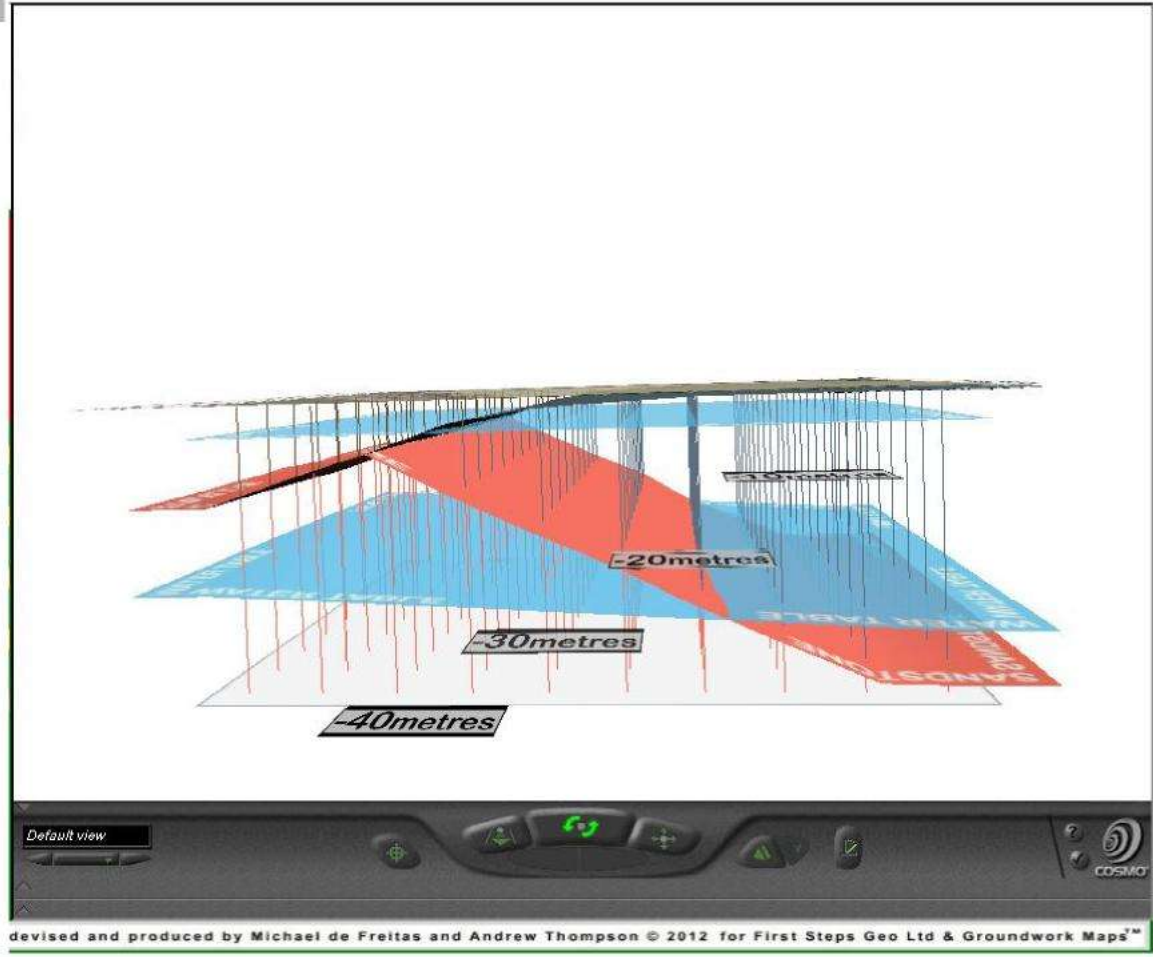 -10metres
-20metres
WATER TABLE
-30metres
SANDSTONE
-40metres
Default view
?
COSMO
devised and produced by Michael de Freitas and Andrew Thompson © 2012 for First Steps Geo Ltd & Groundwork Maps™